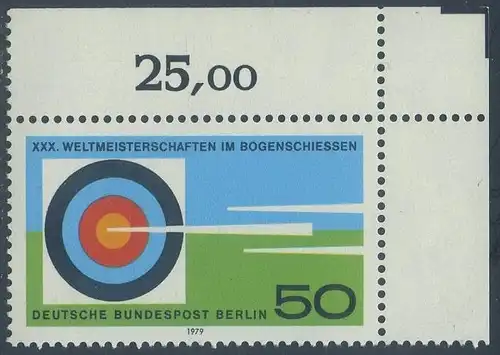 25,00
XXX. WELTMEISTERSCHAFTEN IM BOGENSCHIESSEN
DEUTSCHE BUNDESPOST BERLIN 50
1979